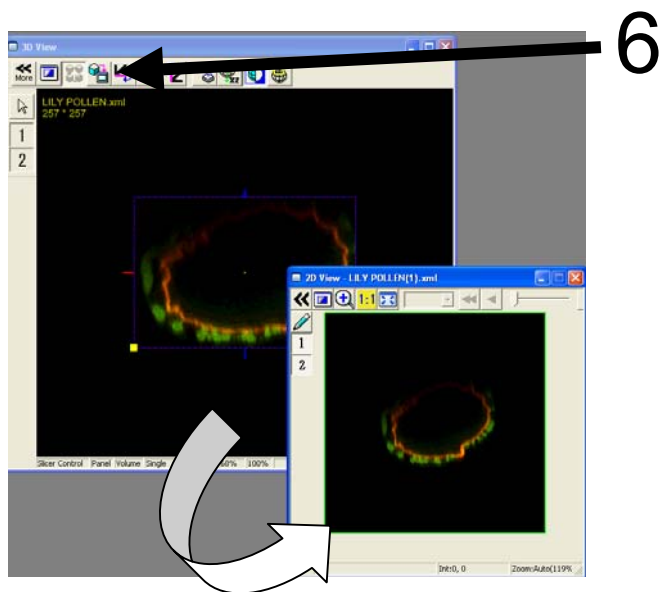 6
3D View
More
LILY POLLEN.xml
257 * 257
1
2
2D View - LILY POLLEN(1).xml
1:1
1
2
Slicer Control Panel Volume Single 100%
Int:0, 0 Zoom:Auto(119%